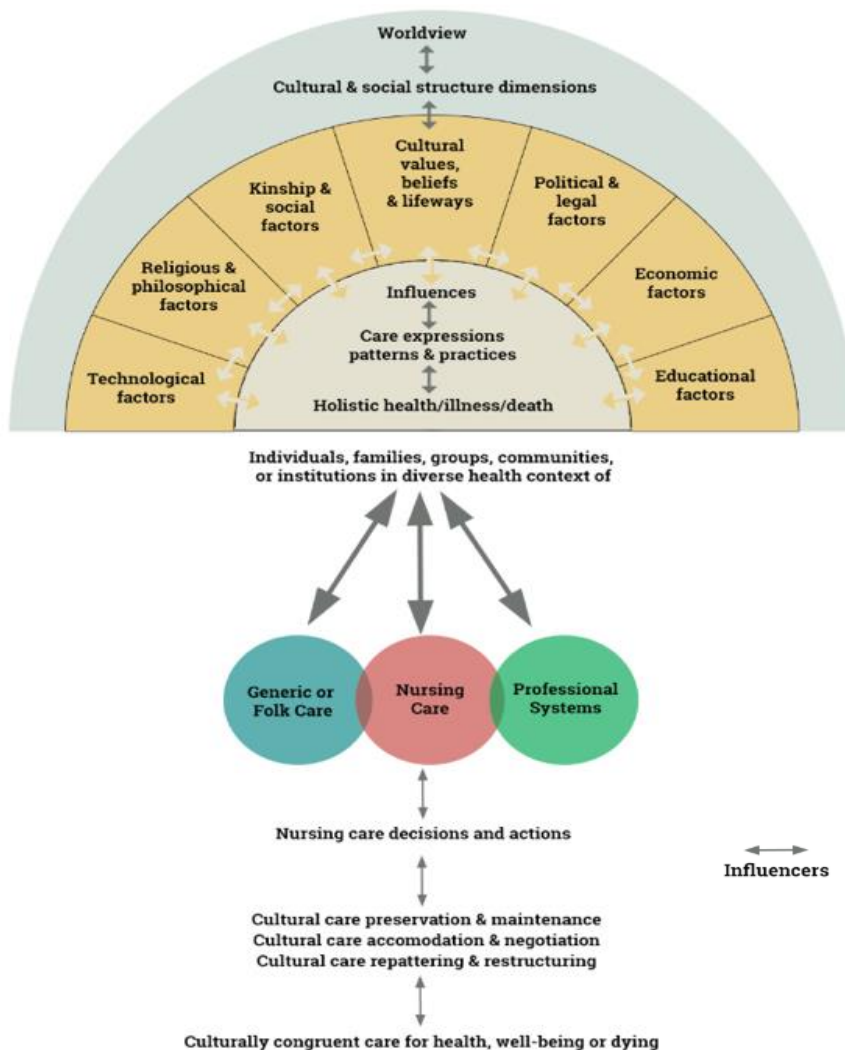 Worldview
Cultural & social structure dimensions
Cultural
values,
beliefs
& lifeways
Kinship &
social
factors
Political &
legal
factors
Religious &
philosophical
factors
Economic
factors
Technological
factors
Educational
factors
Influences
Care expressions
patterns & practices
Holistic health/illness/death
Individuals, families, groups, communities,
or institutions in diverse health context of
Generic or
Folk Care
Nursing
Care
Professional
Systems
Nursing care decisions and actions
Influencers
Cultural care preservation & maintenance
Cultural care accomodation & negotiation
Cultural care repattering & restructuring
Culturally congruent care for health, well-being or dying